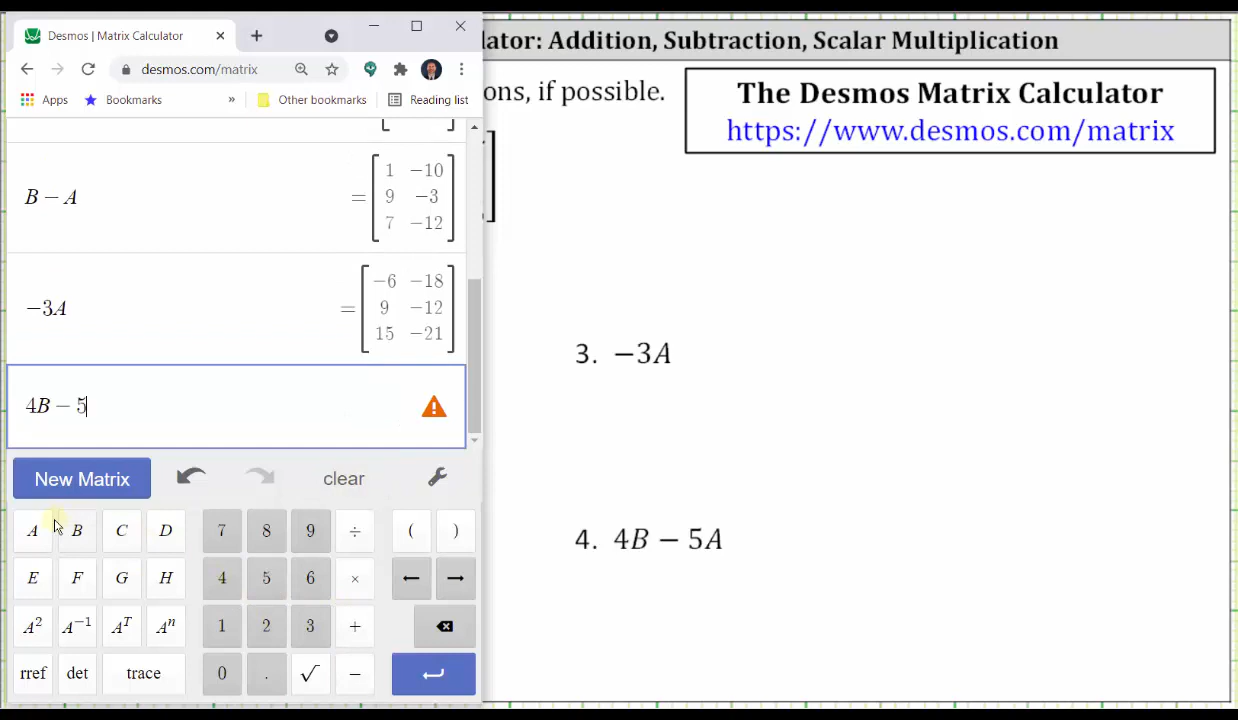 Desmos | Matrix Calculator
desmos.com/matrix
Apps
Bookmarks
»
Other bookmarks
Reading list
B − A
=
1 −10
9 −3
7 −12
−3A
=
−6 −18
9 −12
15 −21
4B − 5
New Matrix
clear
A B C D 7 8 9 ÷ ( )
E F G H 4 5 6 × ← →
A² A⁻¹ Aᵀ Aⁿ 1 2 3 +
rref det trace 0 . √ −
lator: Addition, Subtraction, Scalar Multiplication
ons, if possible.
The Desmos Matrix Calculator
https://www.desmos.com/matrix
3. −3A
4. 4B − 5A